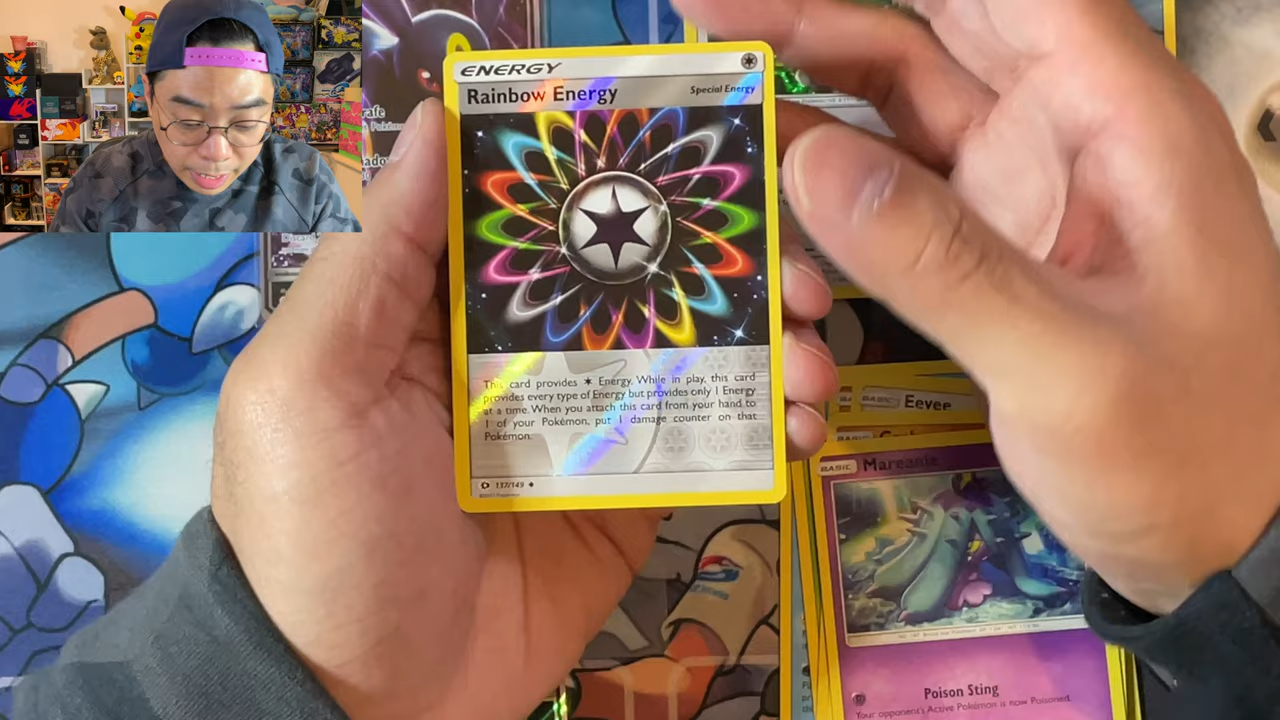 ENERGY
Rainbow Energy
Special Energy
This card provides ✶ Energy. While in play, this card
provides every type of Energy but provides only 1 Energy
at a time. When you attach this card from your hand to
1 of your Pokémon, put 1 damage counter on that
Pokémon.
137/149 ◆
©2017 Pokémon
BASIC Eevee
BASIC
BASIC Mareanie
Poison Sting
Your opponent's Active Pokémon is now Poisoned.